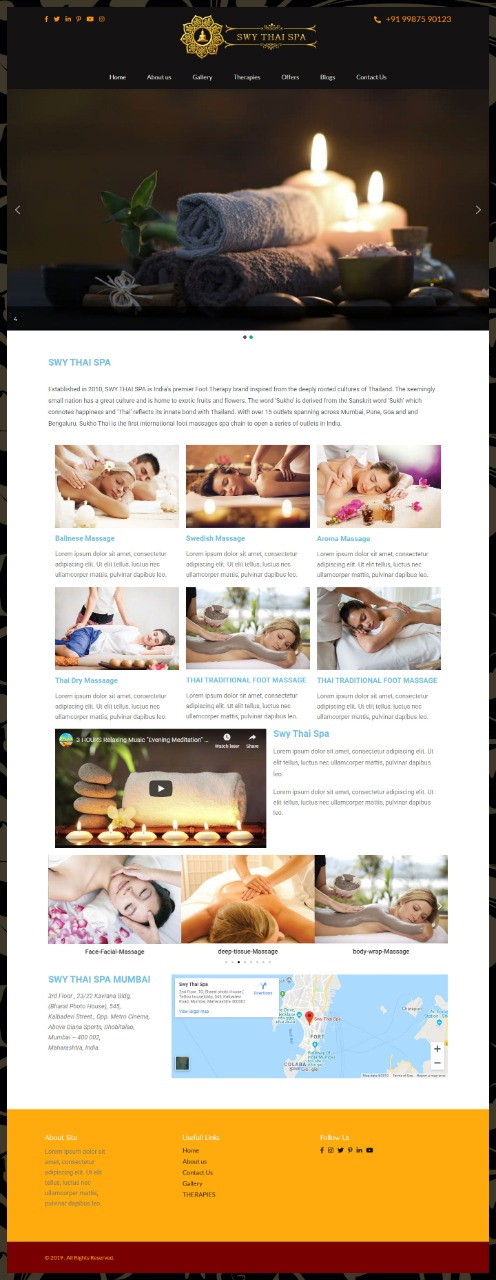 +91 99875 90123
SWY THAI SPA
Home About us Gallery Therapies Offers Blogs Contact Us
4
SWY THAI SPA
Established in 2010, SWY THAI SPA is India's premier Foot Therapy brand inspired from the deeply rooted cultures of Thailand. The seemingly
small nation has a great culture and is home to exotic fruits and flowers. The word 'Sukho' is derived from the Sanskrit word 'Sukh' which
connotes happiness and 'Thai' reflects its innate bond with Thailand. With over 15 outlets spanning across Mumbai, Pune, Goa and and
Bengaluru. Sukho Thai is the first international foot massages spa chain to open a series of outlets in India.
Balinese Massage Swedish Massage Aroma Massage
Lorem ipsum dolor sit amet, consectetur Lorem ipsum dolor sit amet, consectetur Lorem ipsum dolor sit amet, consectetur
adipiscing elit. Ut elit tellus, luctus nec adipiscing elit. Ut elit tellus, luctus nec adipiscing elit. Ut elit tellus, luctus nec
ullamcorper mattis, pulvinar dapibus leo. ullamcorper mattis, pulvinar dapibus leo. ullamcorper mattis, pulvinar dapibus leo.
Thai Dry Masssage THAI TRADITIONAL FOOT MASSAGE THAI TRADITIONAL FOOT MASSAGE
Lorem ipsum dolor sit amet, consectetur Lorem ipsum dolor sit amet, consectetur Lorem ipsum dolor sit amet, consectetur
adipiscing elit. Ut elit tellus, luctus nec adipiscing elit. Ut elit tellus, luctus nec adipiscing elit. Ut elit tellus, luctus nec
ullamcorper mattis, pulvinar dapibus leo. ullamcorper mattis, pulvinar dapibus leo. ullamcorper mattis, pulvinar dapibus leo.
3 HOURS Relaxing Music "Evening Meditation" ...
Watch later Share
Swy Thai Spa
Lorem ipsum dolor sit amet, consectetur adipiscing elit. Ut
elit tellus, luctus nec ullamcorper mattis, pulvinar dapibus
leo.
Lorem ipsum dolor sit amet, consectetur adipiscing elit. Ut
elit tellus, luctus nec ullamcorper mattis, pulvinar dapibus
leo.
Face-Facial-Massage deep-tissue-Massage body-wrap-Massage
SWY THAI SPA MUMBAI
3rd Floor , 23/22 Kavrana Bldg,
(Bharat Photo House), 545,
Kalbadevi Street., Opp. Metro Cinema,
Above Diana Sports, Dhobitalao,
Mumbai – 400 002,
Maharashtra, India.
Swy Thai Spa
Directions
View larger map
Swy Thai Spa
FORT
COLABA
+
−
About Site
Lorem ipsum dolor sit
amet, consectetur
adipiscing elit. Ut elit
tellus, luctus nec
ullamcorper mattis,
pulvinar dapibus leo.
Usefull Links
Home
About us
Contact Us
Gallery
THERAPIES
Follow Us
© 2019 . All Rights Reserved.